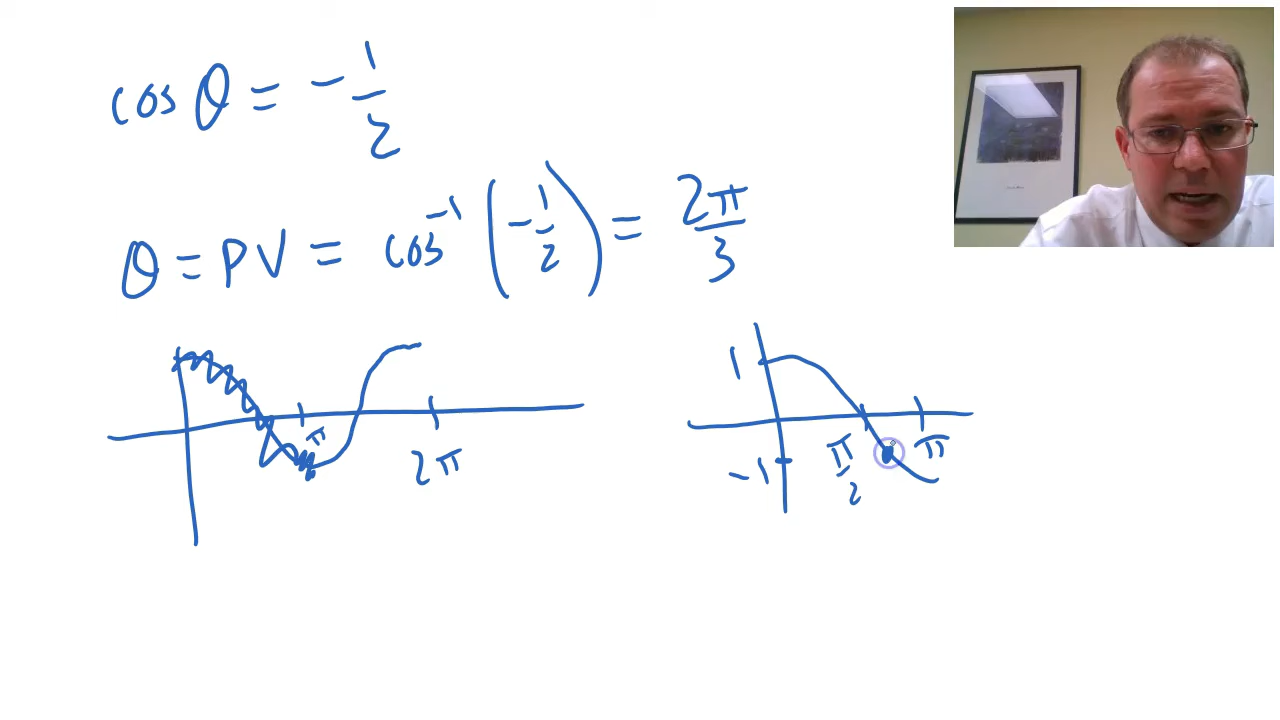 cos θ = -1/2
θ = PV = cos⁻¹(-1/2) = 2π/3
π
2π
1
-1
π/2
π